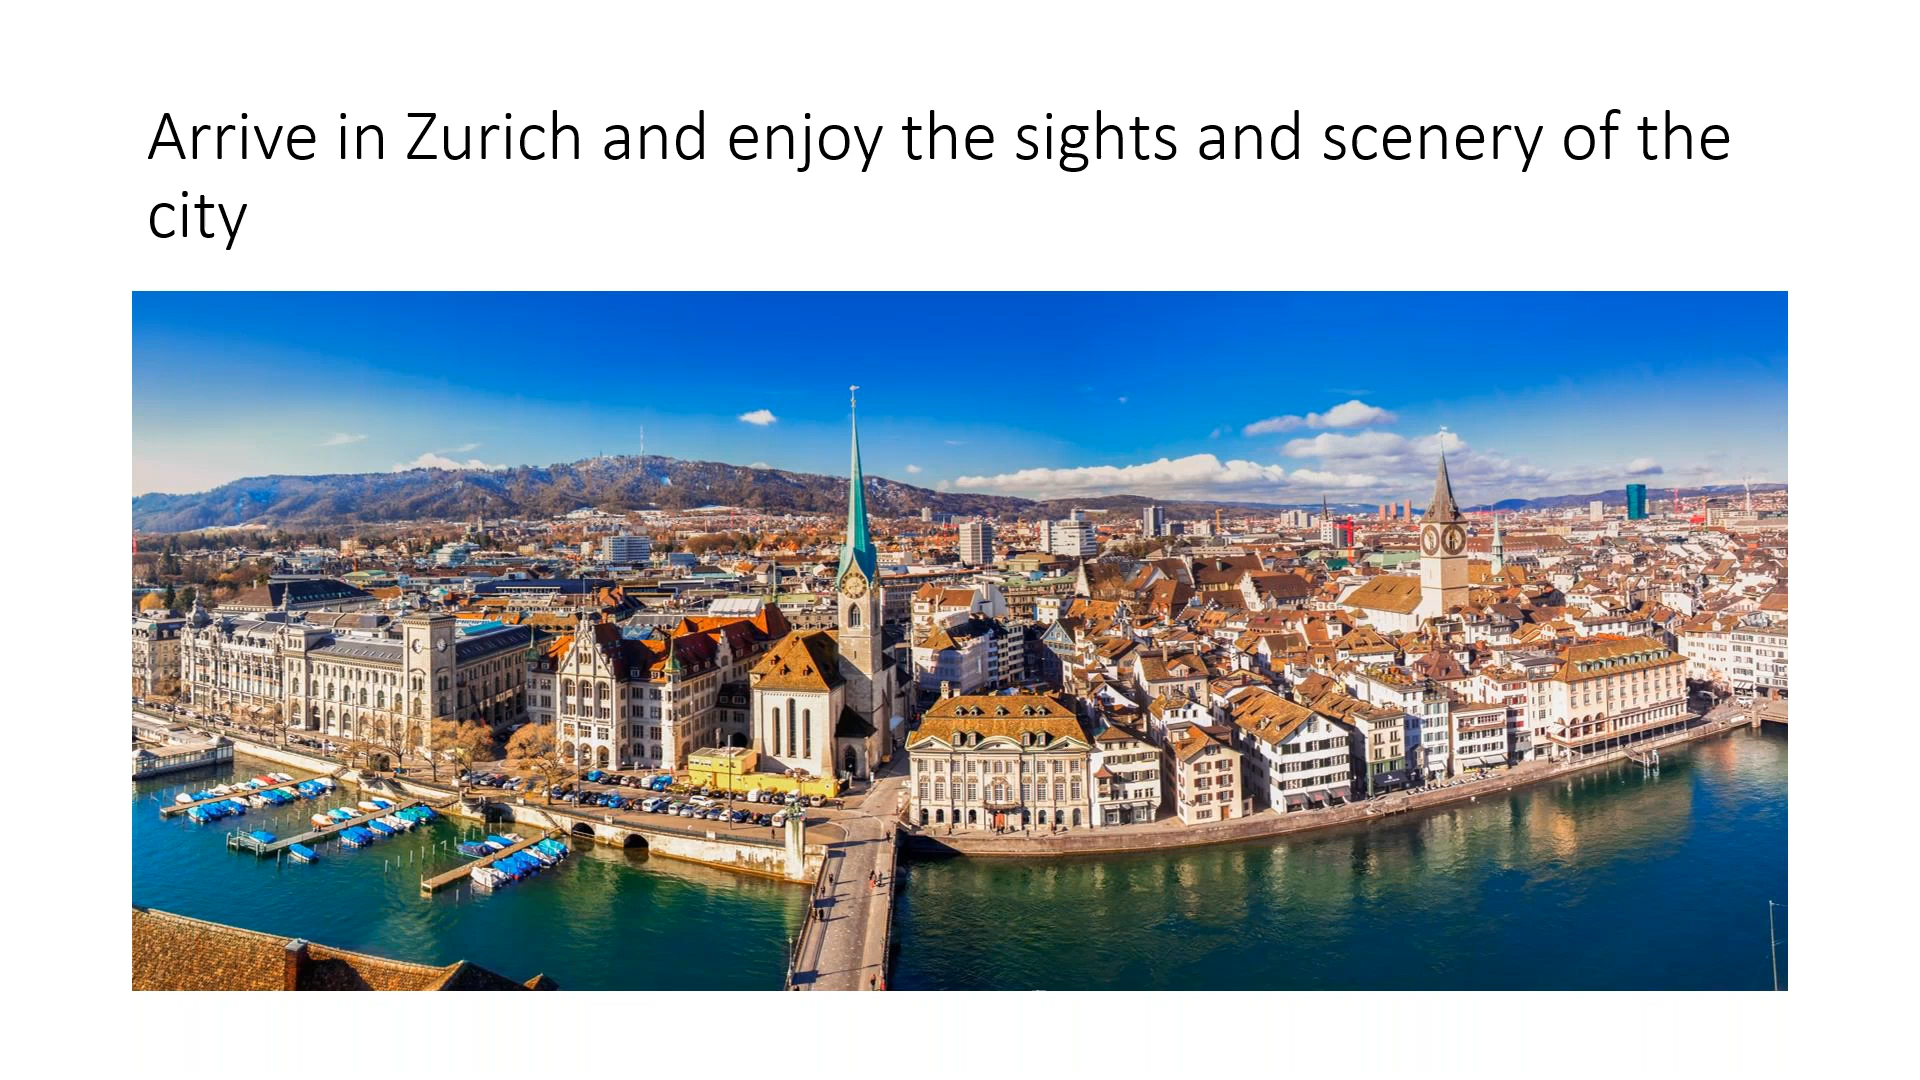 Arrive in Zurich and enjoy the sights and scenery of the
city